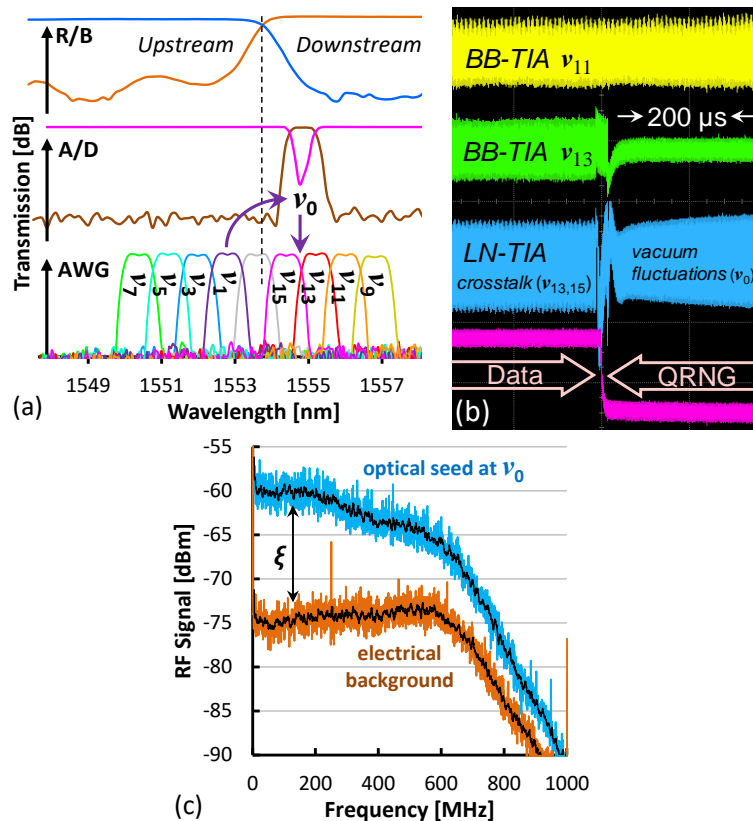 R/B
Upstream
Downstream
A/D
ν0
AWG
ν7
ν5
ν3
ν1
ν15
ν13
ν11
ν9
Transmission [dB]
1549
1551
1553
1555
1557
Wavelength [nm]
(a)
BB-TIA ν11
200 µs
BB-TIA ν13
LN-TIA
crosstalk (ν13,15)
vacuum
fluctuations (ν0)
Data
QRNG
(b)
-55
-60
-65
-70
-75
-80
-85
-90
RF Signal [dBm]
optical seed at ν0
ξ
electrical
background
0
200
400
600
800
1000
Frequency [MHz]
(c)